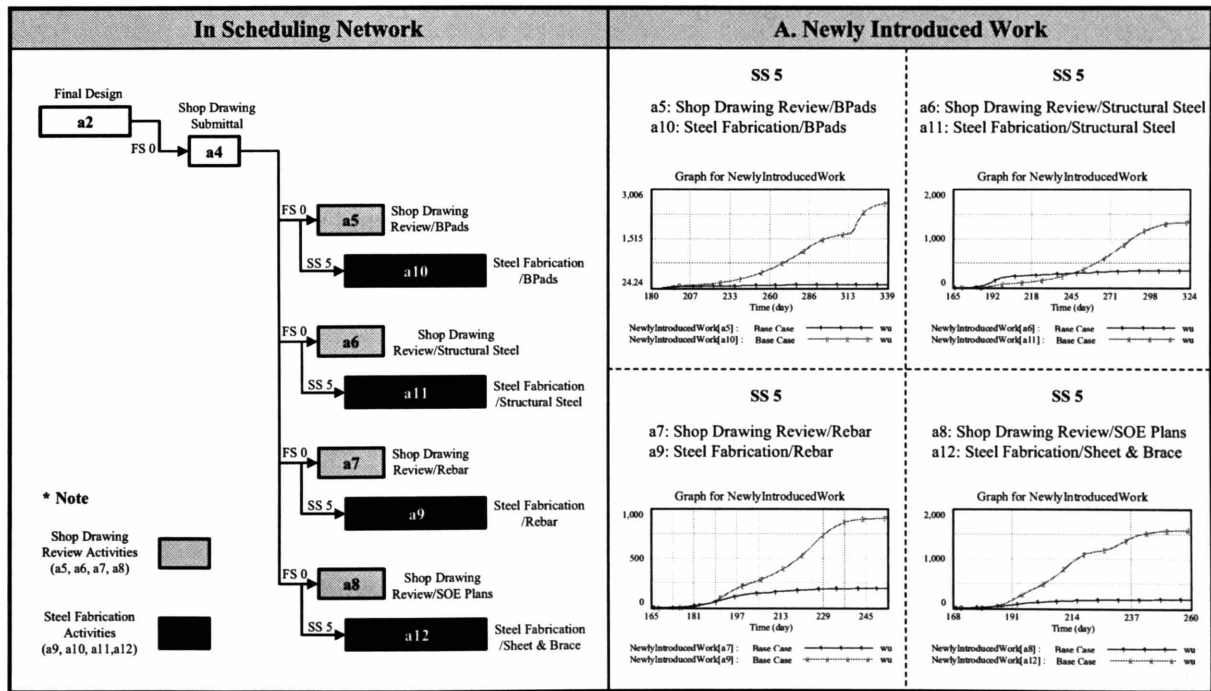 In Scheduling Network
Final Design
a2
FS 0
Shop Drawing
Submittal
a4
FS 0
a5
Shop Drawing
Review/BPads
SS 5
a10
Steel Fabrication
/BPads
FS 0
a6
Shop Drawing
Review/Structural Steel
SS 5
a11
Steel Fabrication
/Structural Steel
FS 0
a7
Shop Drawing
Review/Rebar
SS 5
a9
Steel Fabrication
/Rebar
FS 0
a8
Shop Drawing
Review/SOE Plans
SS 5
a12
Steel Fabrication
/Sheet & Brace
* Note
Shop Drawing
Review Activities
(a5, a6, a7, a8)
Steel Fabrication
Activities
(a9, a10, a11,a12)
A. Newly Introduced Work
SS 5
a5: Shop Drawing Review/BPads
a10: Steel Fabrication/BPads
Graph for NewlyIntroducedWork
3,006
1,515
24.24
180 207 233 260 286 313 339
Time (day)
NewlyIntroducedWork[a5] : Base Case wu
NewlyIntroducedWork[a10] : Base Case wu
SS 5
a6: Shop Drawing Review/Structural Steel
a11: Steel Fabrication/Structural Steel
Graph for NewlyIntroducedWork
2,000
1,000
0
165 192 218 245 271 298 324
Time (day)
NewlyIntroducedWork[a6] : Base Case wu
NewlyIntroducedWork[a11] : Base Case wu
SS 5
a7: Shop Drawing Review/Rebar
a9: Steel Fabrication/Rebar
Graph for NewlyIntroducedWork
1,000
500
0
165 181 197 213 229 245
Time (day)
NewlyIntroducedWork[a7] : Base Case wu
NewlyIntroducedWork[a9] : Base Case wu
SS 5
a8: Shop Drawing Review/SOE Plans
a12: Steel Fabrication/Sheet & Brace
Graph for NewlyIntroducedWork
2,000
1,000
0
168 191 214 237 260
Time (day)
NewlyIntroducedWork[a8] : Base Case wu
NewlyIntroducedWork[a12] : Base Case wu